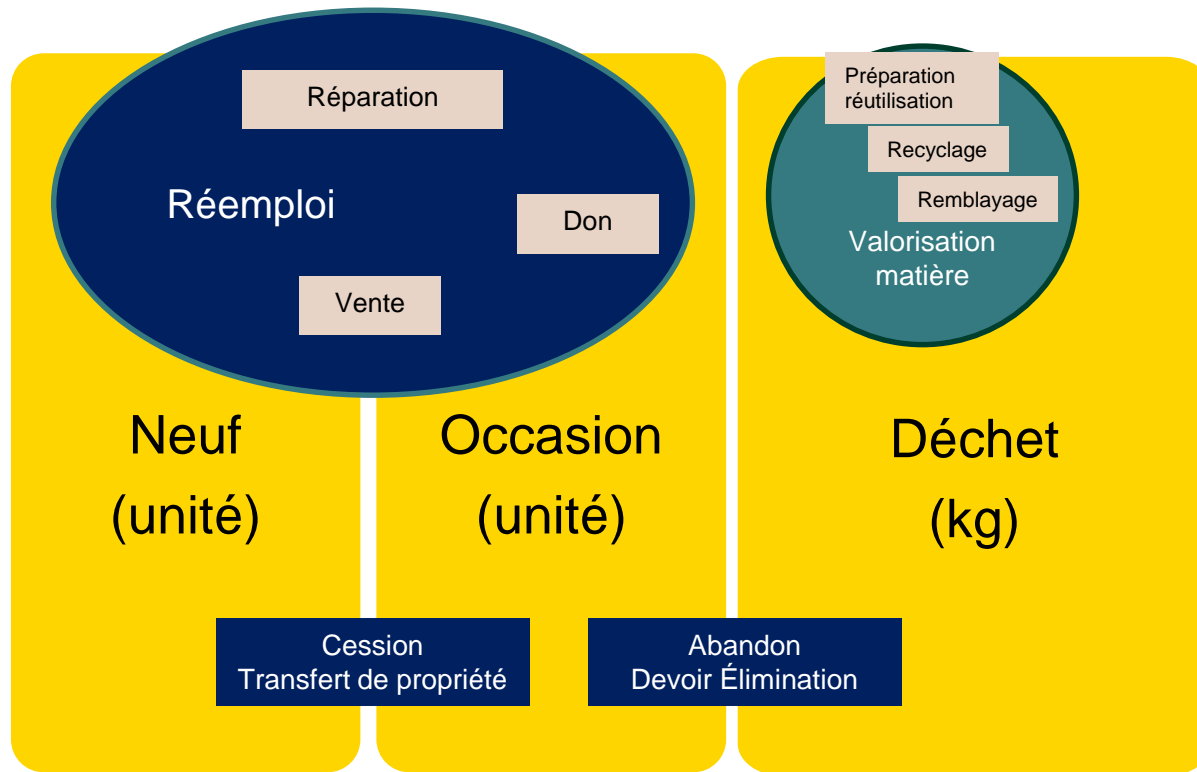 Réparation
Réemploi
Don
Vente
Préparation
réutilisation
Recyclage
Remblayage
Valorisation
matière
Neuf
(unité)
Occasion
(unité)
Déchet
(kg)
Cession
Transfert de propriété
Abandon
Devoir Élimination